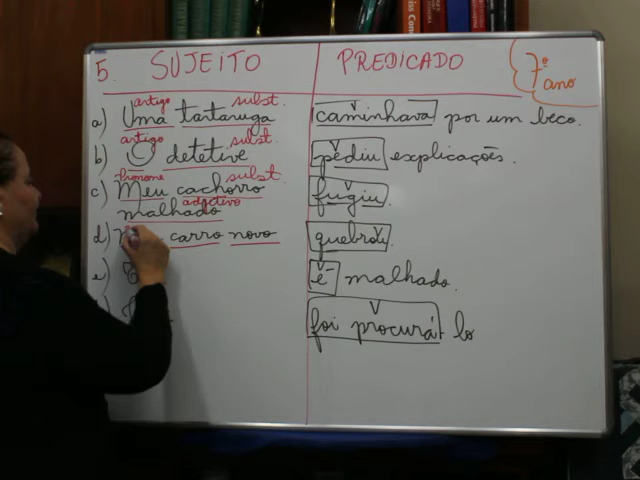 5. SUJEITO PREDICADO 7º ano
artigo subst.
a) Uma tartaruga caminhava por um beco.
artigo subst.
b) O detetive pediu explicações.
pronome subst.
c) Meu cachorro fugiu.
adjetivo
malhado
d) carro novo quebrou.
e) é malhado.
foi procurá lo